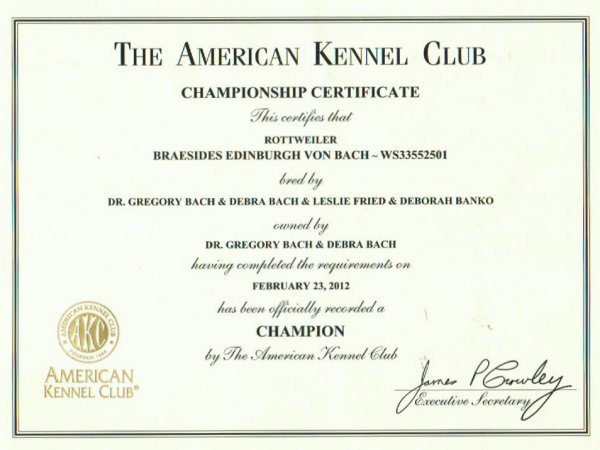 THE AMERICAN KENNEL CLUB
CHAMPIONSHIP CERTIFICATE
This certifies that
ROTTWEILER
BRAESIDES EDINBURGH VON BACH ~ WS33552501
bred by
DR. GREGORY BACH & DEBRA BACH & LESLIE FRIED & DEBORAH BANKO
owned by
DR. GREGORY BACH & DEBRA BACH
having completed the requirements on
FEBRUARY 23, 2012
has been officially recorded a
CHAMPION
by The American Kennel Club
AMERICAN KENNEL CLUB
AKC
FOUNDED 1884
AMERICAN
KENNEL CLUB®
James P Crowley
Executive Secretary